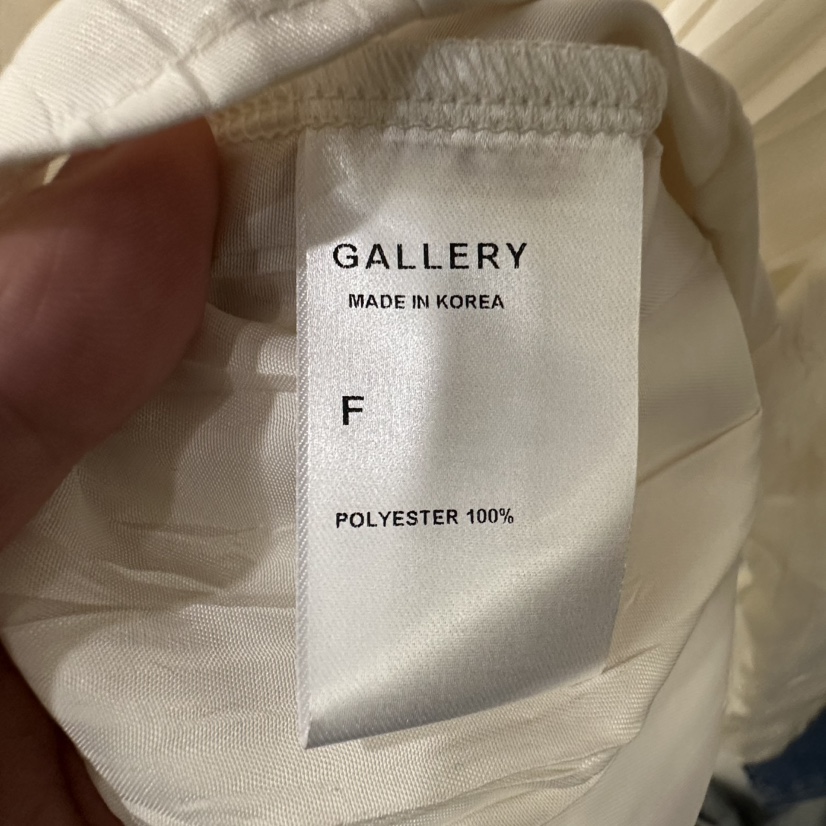 GALLERY
MADE IN KOREA
F
POLYESTER 100%